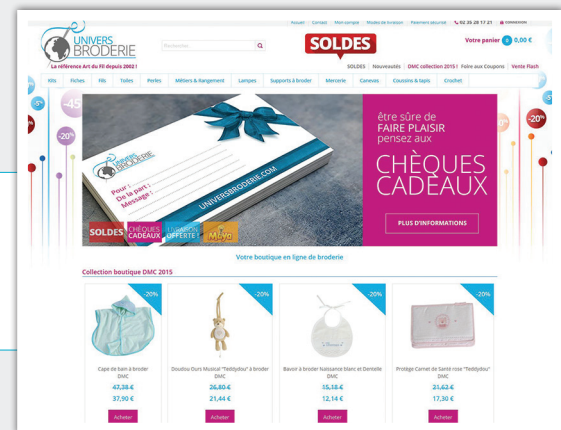 Accueil Contact Mon compte Modes de livraison Paiement sécurisé 02 35 28 17 21 CONNEXION
UNIVERS
BRODERIE
La référence Art du Fil depuis 2002 !
Rechercher
SOLDES
Votre panier 0 0,00 €
SOLDES Nouveautés DMC collection 2015 ! Foire aux Coupons Vente Flash
Kits Fiches Fils Toiles Perles Métiers & Rangement Lampes Supports à broder Mercerie Canevas Coussins & tapis Crochet
-5%
-45
-20%
-20%
UNIVERS
BRODERIE
Pour :
De la part :
Message :
UNIVERSBRODERIE.COM
être sûre de
FAIRE PLAISIR
pensez aux
CHÈQUES
CADEAUX
PLUS D'INFORMATIONS
SOLDES
CHÈQUES
CADEAUX
LIVRAISON
OFFERTE !
Maya
Votre boutique en ligne de broderie
Collection boutique DMC 2015
-20% -20% -20% -20%
Cape de bain à broder
DMC
47,38 €
37,90 €
Acheter
Doudou Ours Musical "Teddydou" à broder
DMC
26,80 €
21,44 €
Acheter
Bavoir à broder Naissance blanc et Dentelle
DMC
15,18 €
12,14 €
Acheter
Protège Carnet de Santé rose "Teddydou"
DMC
21,62 €
17,30 €
Acheter